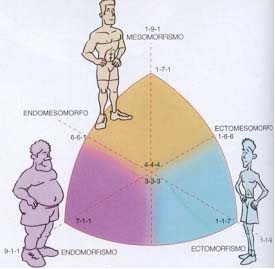 1-9-1
MESOMORFISMO
1-7-1
ENDOMESOMORFO
ECTOMESOMORFO
6-6-1
1-6-6
4-4-4
3-3-3
7-1-1
1-1-7
1-1-9
9-1-1
ENDOMORFISMO
ECTOMORFISMO